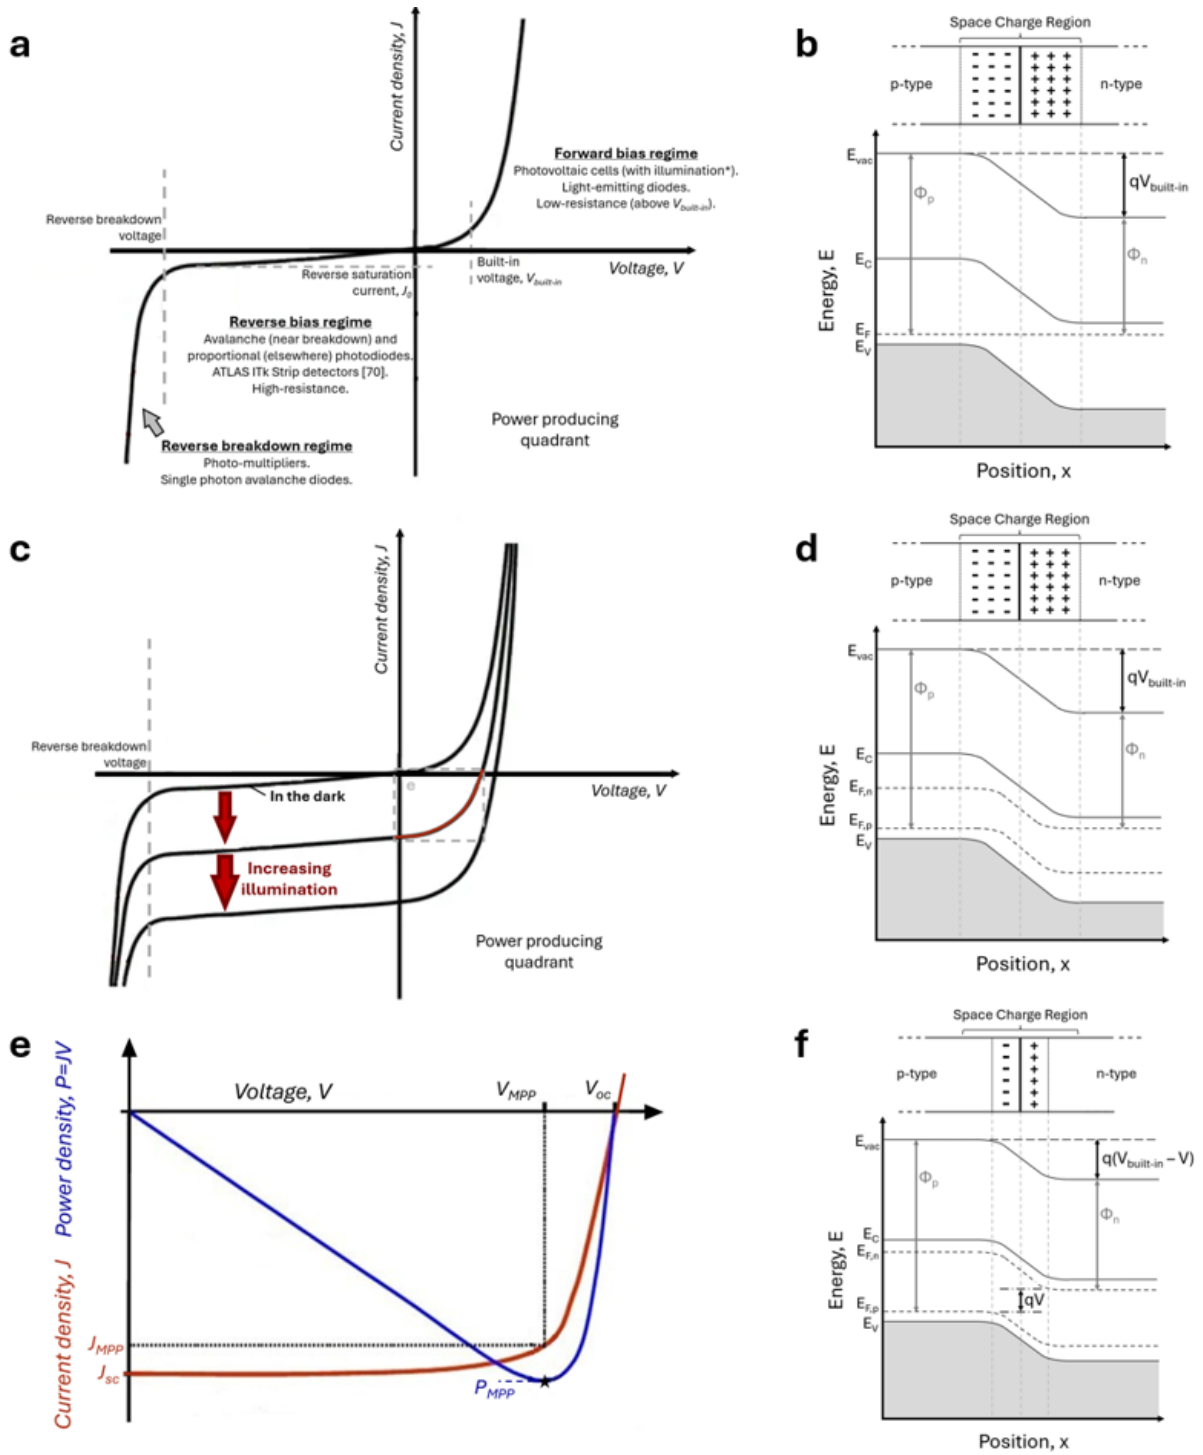 a
Current density, J
Forward bias regime
Photovoltaic cells (with illumination*).
Light-emitting diodes.
Low-resistance (above Vbuilt-in).
Reverse breakdown
voltage
Built-in
voltage, Vbuilt-in
Voltage, V
Reverse saturation
current, J0
Reverse bias regime
Avalanche (near breakdown) and
proportional (elsewhere) photodiodes.
ATLAS ITk Strip detectors [70].
High-resistance.
Power producing
quadrant
Reverse breakdown regime
Photo-multipliers.
Single photon avalanche diodes.
b
Space Charge Region
p-type
n-type
Evac
qVbuilt-in
Φp
Φn
EC
EF
EV
Energy, E
Position, x
c
Current density, J
Reverse breakdown
voltage
In the dark
e
Voltage, V
Increasing
illumination
Power producing
quadrant
d
Space Charge Region
p-type
n-type
Evac
qVbuilt-in
Φp
Φn
EC
EF,n
EF,p
EV
Energy, E
Position, x
e
Current density, J Power density, P=JV
Voltage, V
VMPP
Voc
JMPP
Jsc
PMPP
f
Space Charge Region
p-type
n-type
Evac
q(Vbuilt-in – V)
Φp
Φn
EC
EF,n
qV
EF,p
EV
Energy, E
Position, x